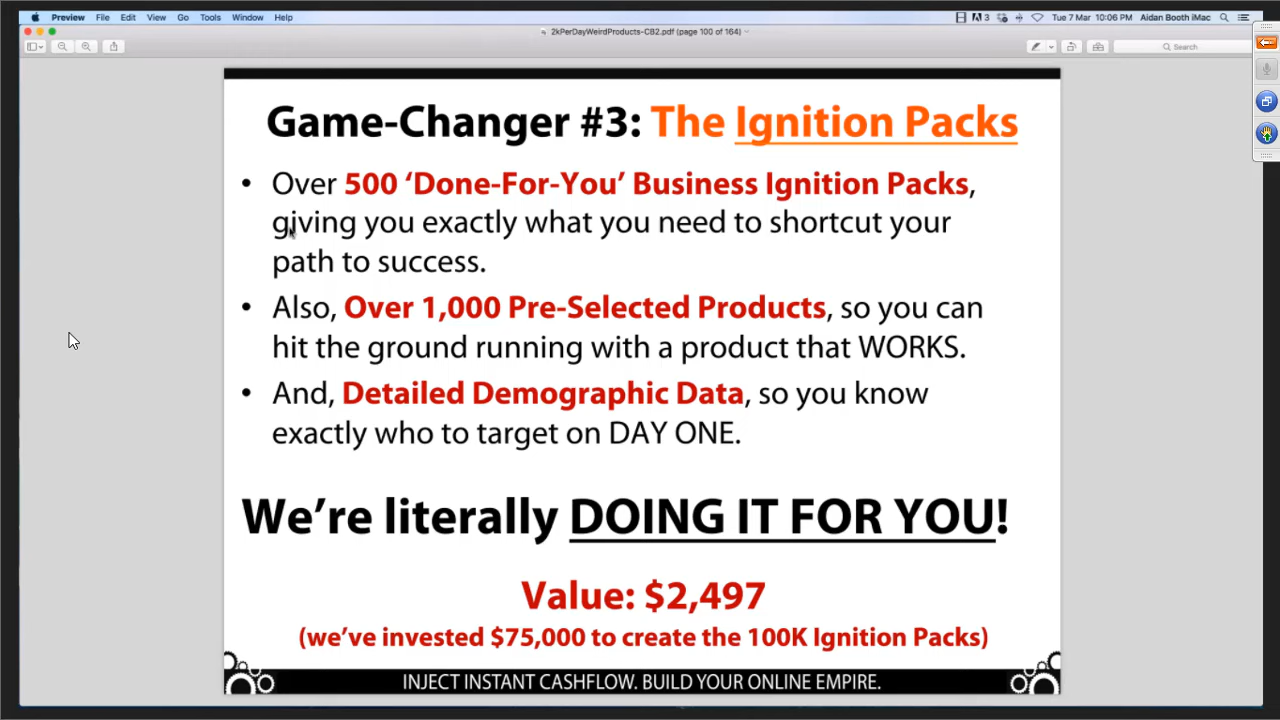 Preview File Edit View Go Tools Window Help
3 Tue 7 Mar 10:06 PM Aidan Booth iMac
2kPerDayWeirdProducts-CB2.pdf (page 100 of 164)
Search
Game-Changer #3: The Ignition Packs
• Over 500 ‘Done-For-You’ Business Ignition Packs,
giving you exactly what you need to shortcut your
path to success.
• Also, Over 1,000 Pre-Selected Products, so you can
hit the ground running with a product that WORKS.
• And, Detailed Demographic Data, so you know
exactly who to target on DAY ONE.
We’re literally DOING IT FOR YOU!
Value: $2,497
(we’ve invested $75,000 to create the 100K Ignition Packs)
INJECT INSTANT CASHFLOW. BUILD YOUR ONLINE EMPIRE.